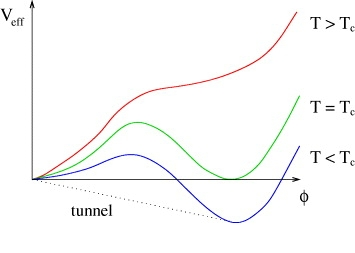 V_eff
T > T_c
T = T_c
T < T_c
ϕ
tunnel